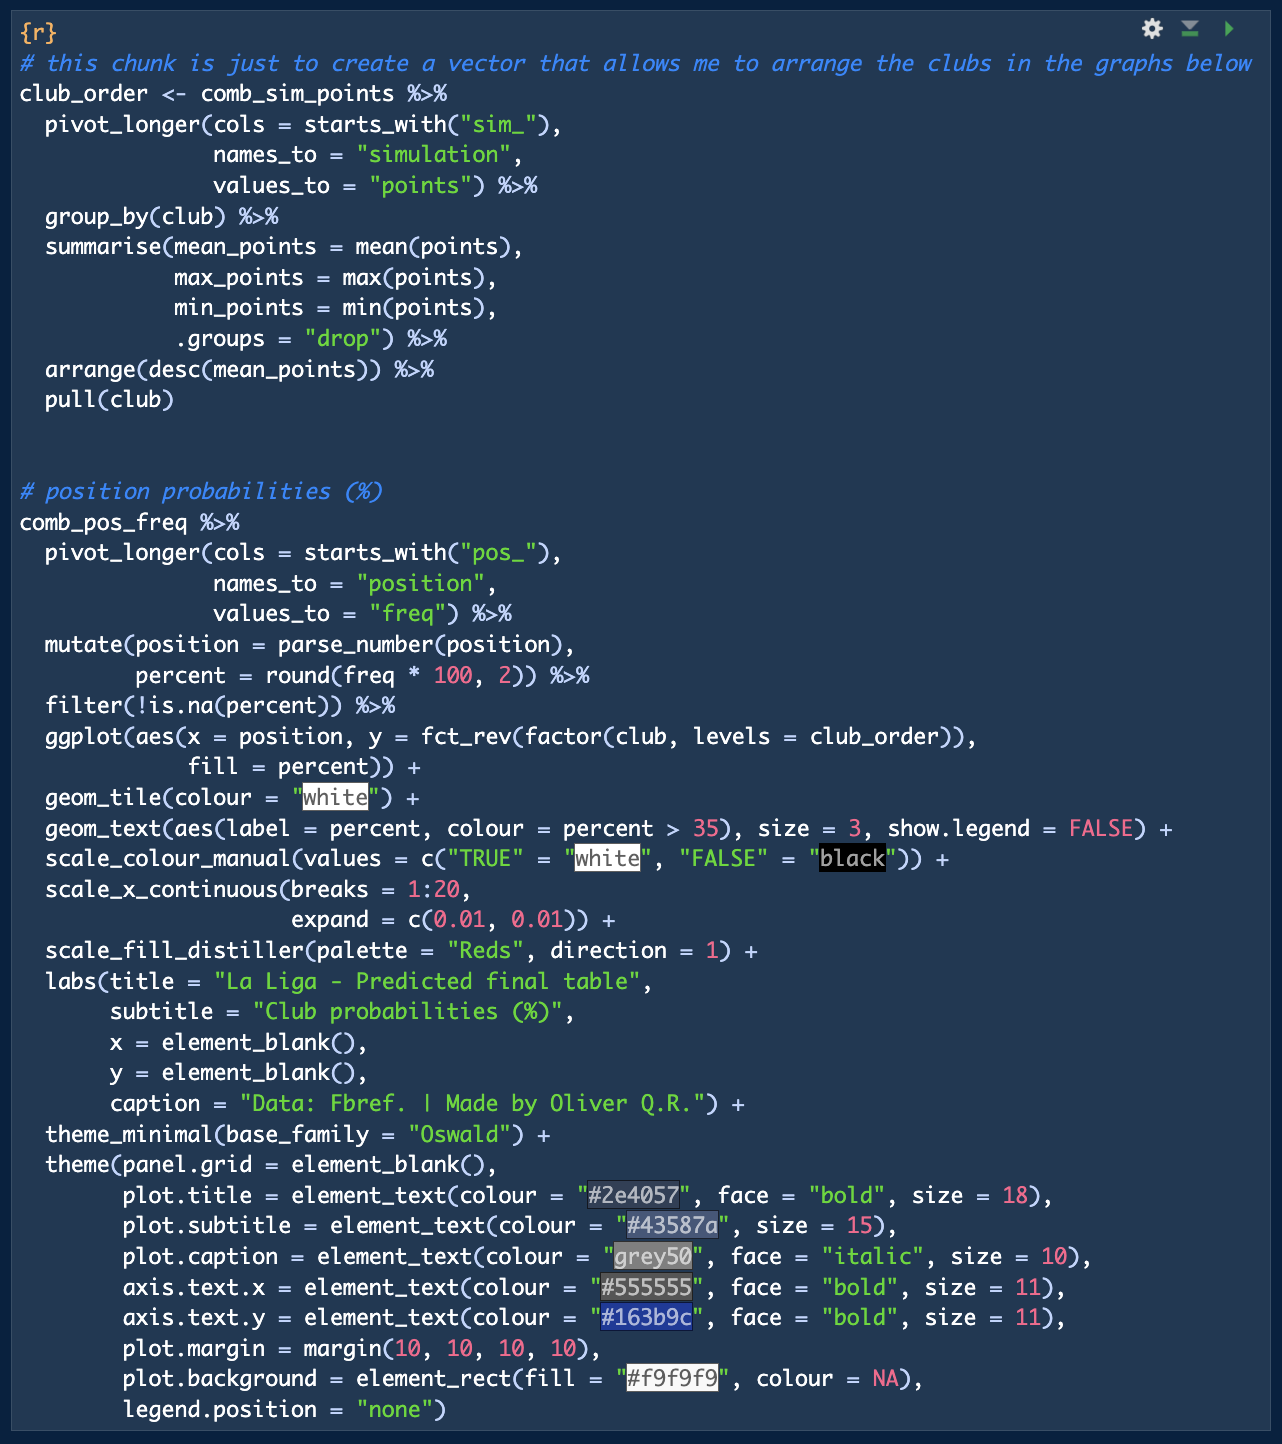 {r}
# this chunk is just to create a vector that allows me to arrange the clubs in the graphs below
club_order <- comb_sim_points %>%
  pivot_longer(cols = starts_with("sim_"),
               names_to = "simulation",
               values_to = "points") %>%
  group_by(club) %>%
  summarise(mean_points = mean(points),
            max_points = max(points),
            min_points = min(points),
            .groups = "drop") %>%
  arrange(desc(mean_points)) %>%
  pull(club)
# position probabilities (%)
comb_pos_freq %>%
  pivot_longer(cols = starts_with("pos_"),
               names_to = "position",
               values_to = "freq") %>%
  mutate(position = parse_number(position),
         percent = round(freq * 100, 2)) %>%
  filter(!is.na(percent)) %>%
  ggplot(aes(x = position, y = fct_rev(factor(club, levels = club_order)),
             fill = percent)) +
  geom_tile(colour = "white") +
  geom_text(aes(label = percent, colour = percent > 35), size = 3, show.legend = FALSE) +
  scale_colour_manual(values = c("TRUE" = "white", "FALSE" = "black")) +
  scale_x_continuous(breaks = 1:20,
                     expand = c(0.01, 0.01)) +
  scale_fill_distiller(palette = "Reds", direction = 1) +
  labs(title = "La Liga - Predicted final table",
       subtitle = "Club probabilities (%)",
       x = element_blank(),
       y = element_blank(),
       caption = "Data: Fbref. | Made by Oliver Q.R.") +
  theme_minimal(base_family = "Oswald") +
  theme(panel.grid = element_blank(),
        plot.title = element_text(colour = "#2e4057", face = "bold", size = 18),
        plot.subtitle = element_text(colour = "#43587a", size = 15),
        plot.caption = element_text(colour = "grey50", face = "italic", size = 10),
        axis.text.x = element_text(colour = "#555555", face = "bold", size = 11),
        axis.text.y = element_text(colour = "#163b9c", face = "bold", size = 11),
        plot.margin = margin(10, 10, 10, 10),
        plot.background = element_rect(fill = "#f9f9f9", colour = NA),
        legend.position = "none")